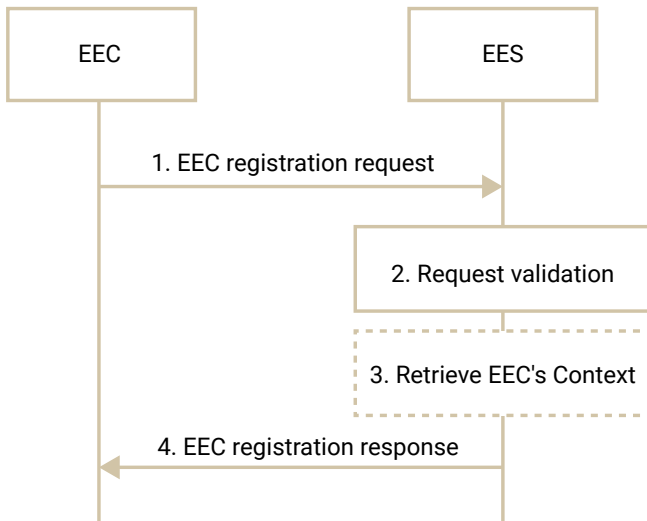 EEC
EES
1. EEC registration request
2. Request validation
3. Retrieve EEC's Context
4. EEC registration response